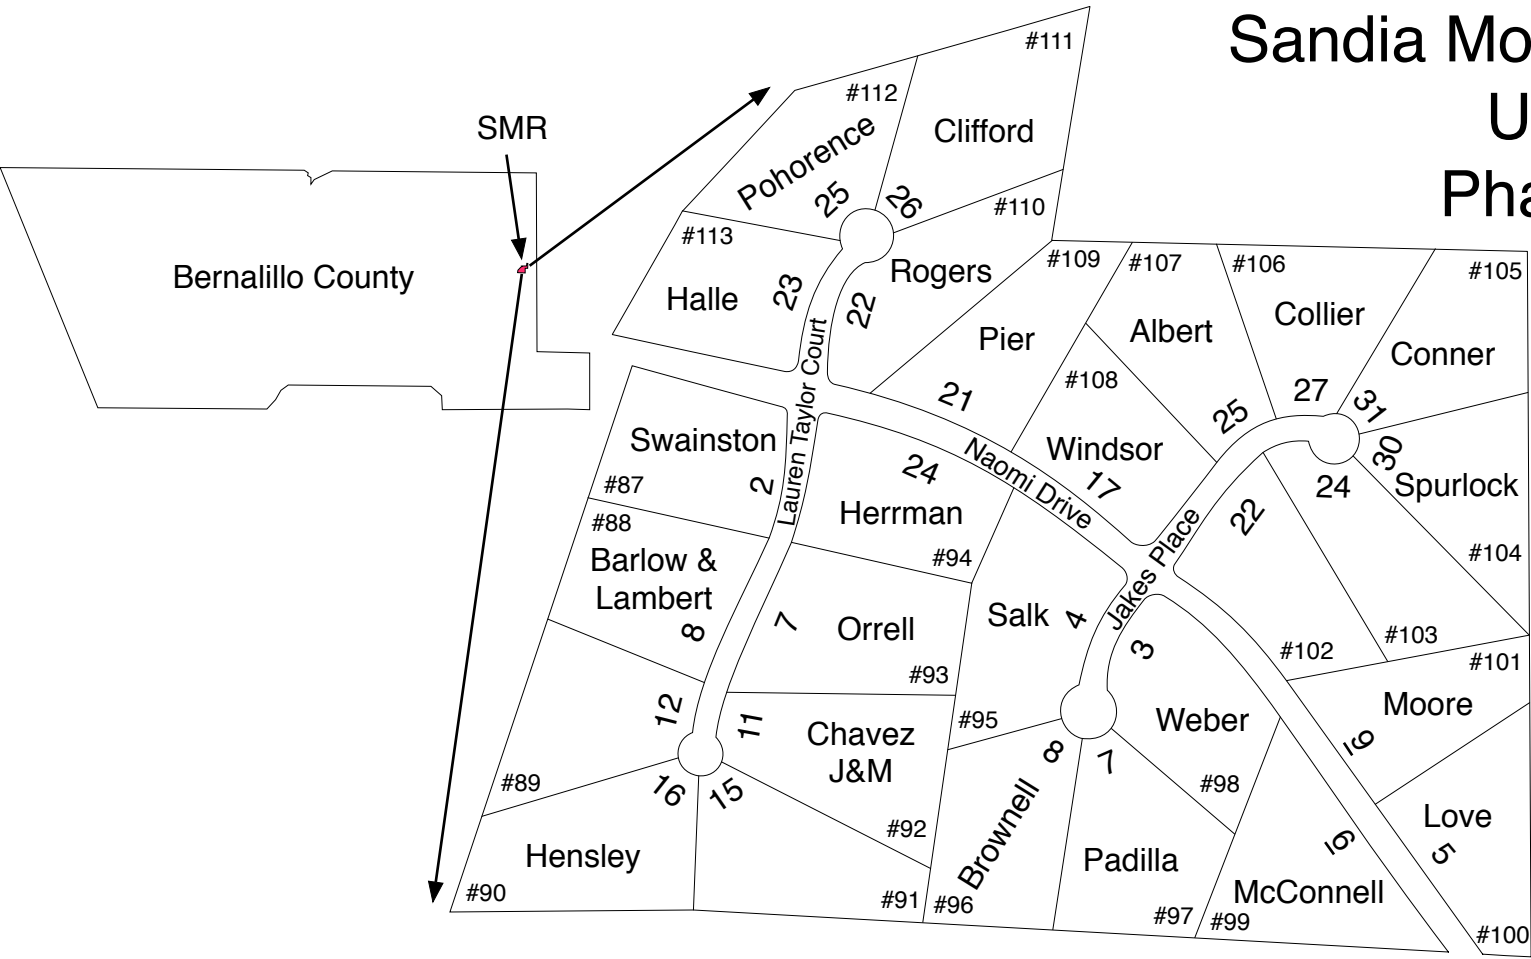 Sandia Mo
U
Pha
SMR
Bernalillo County
#111
#112
Clifford
Pohorence
25
26
#110
#113
Rogers
Halle
23
22
#109
#107
#106
#105
Collier
Albert
Pier
Conner
#108
21
27
31
25
Windsor
17
30
Spurlock
24
22
#104
Lauren Taylor Court
Naomi Drive
Jakes Place
Swainston
2
#87
24
Herrman
#94
#88
Barlow &
Lambert
8
7
Orrell
#93
Salk
4
3
#103
#102
#101
Moore
9
#95
Weber
#98
12
11
Chavez
J&M
#89
16
15
#92
8
7
Brownell
Padilla
Love
5
6
Hensley
#90
#91
#96
#97
McConnell
#99
#100